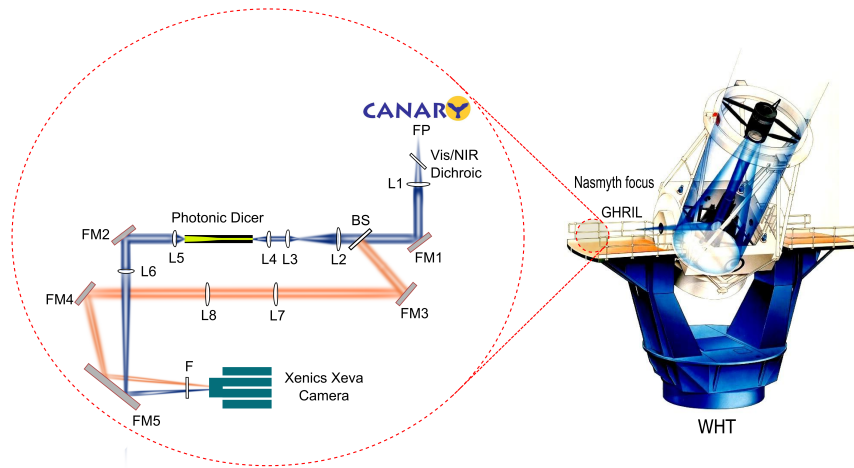 CANARY
FP
Vis/NIR
Dichroic
L1
Nasmyth focus
GHRIL
Photonic Dicer
BS
FM2
L5
L4
L3
L2
FM1
L6
FM4
L8
L7
FM3
F
Xenics Xeva
Camera
FM5
WHT